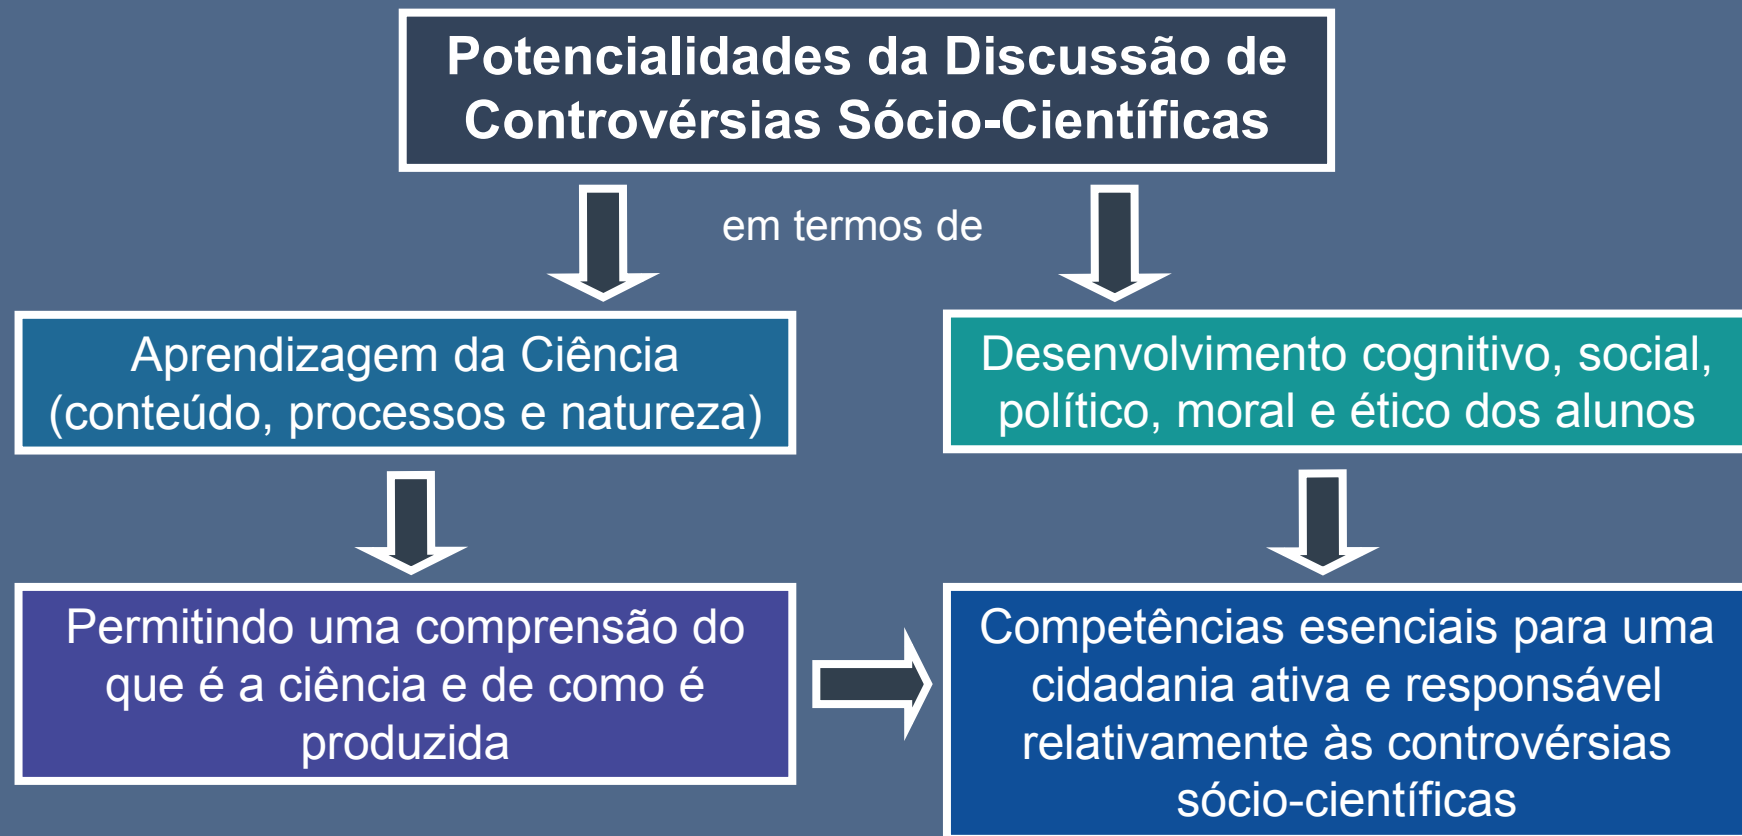 Potencialidades da Discussão de
Controvérsias Sócio-Científicas
em termos de
Aprendizagem da Ciência
(conteúdo, processos e natureza)
Desenvolvimento cognitivo, social,
político, moral e ético dos alunos
Permitindo uma comprensão do
que é a ciência e de como é
produzida
Competências esenciais para uma
cidadania ativa e responsável
relativamente às controvérsias
sócio-científicas